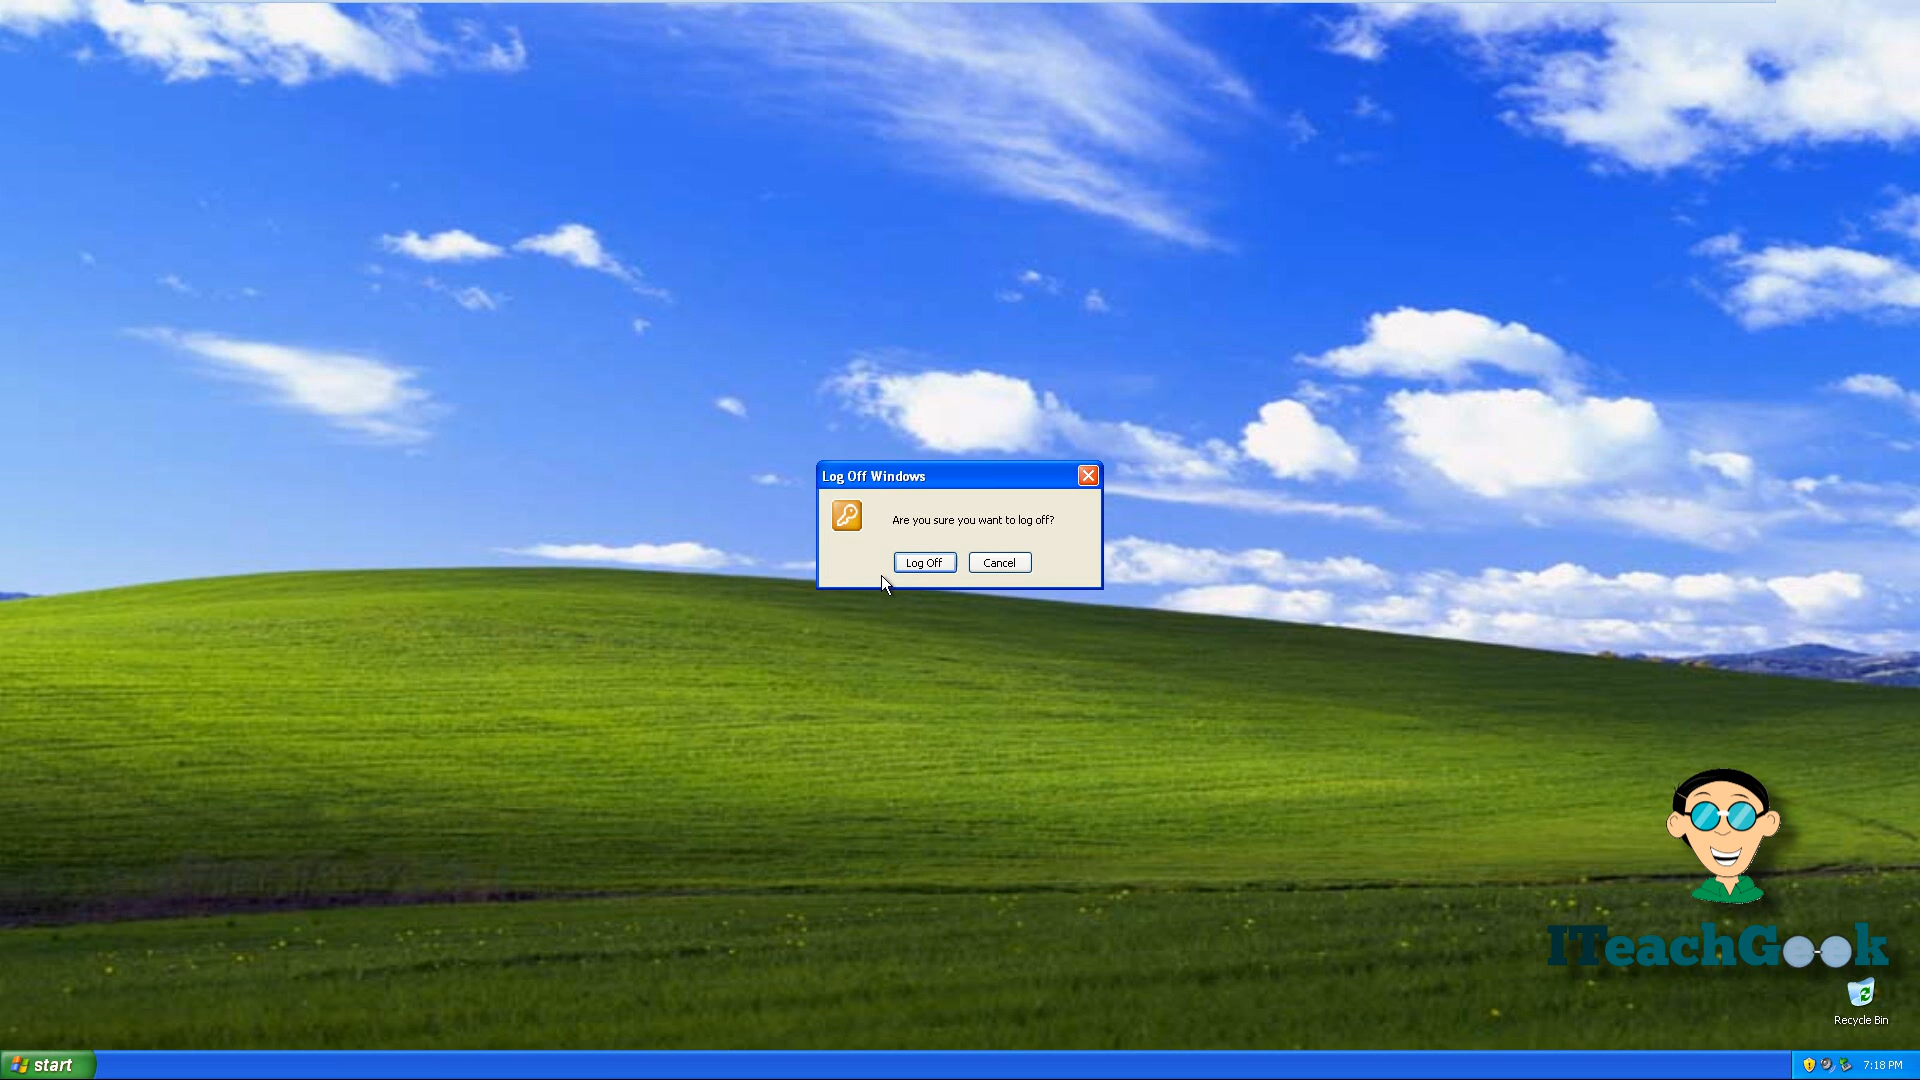 Log Off Windows
Are you sure you want to log off?
Log Off
Cancel
ITeachGeek
Recycle Bin
start
7:18 PM